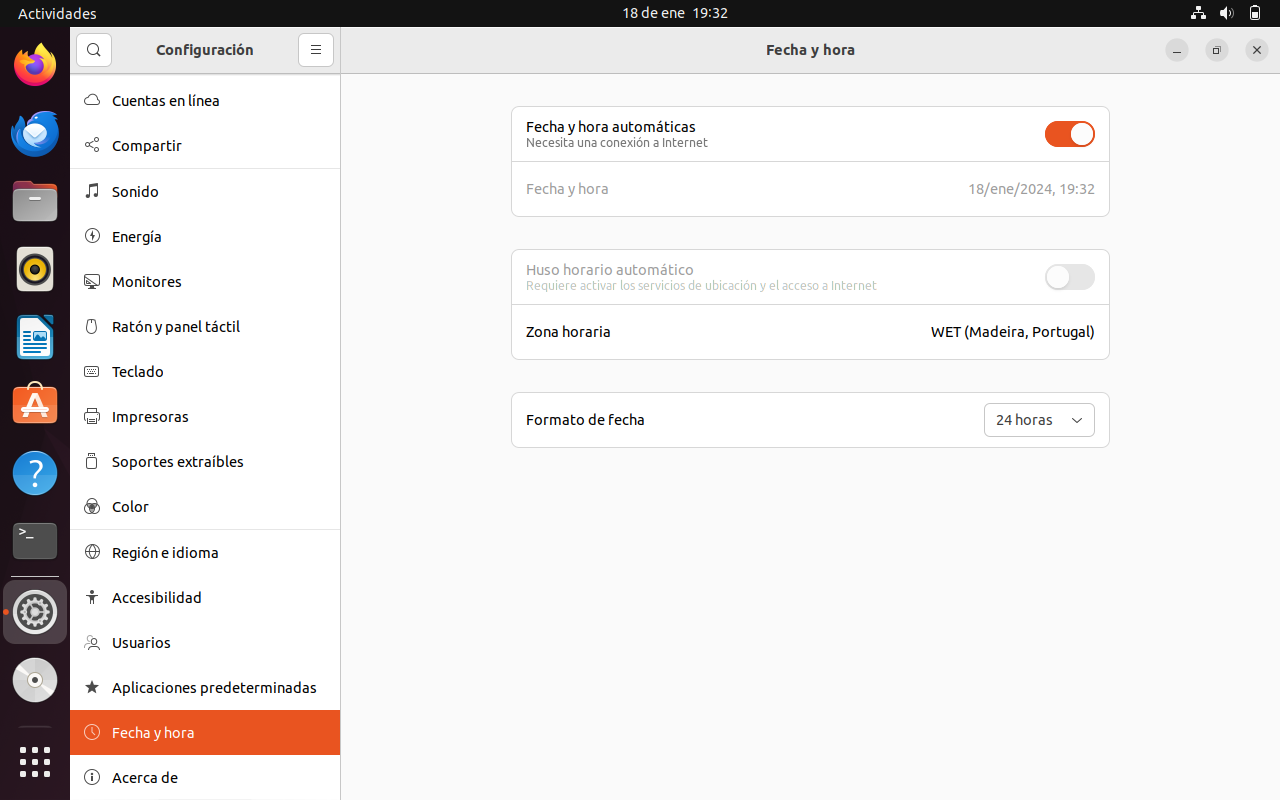 Actividades
18 de ene 19:32
Configuración
Fecha y hora
Cuentas en línea
Compartir
Sonido
Energía
Monitores
Ratón y panel táctil
Teclado
Impresoras
Soportes extraíbles
Color
Región e idioma
Accesibilidad
Usuarios
Aplicaciones predeterminadas
Fecha y hora
Acerca de
Fecha y hora automáticas
Necesita una conexión a Internet
Fecha y hora 18/ene/2024, 19:32
Huso horario automático
Requiere activar los servicios de ubicación y el acceso a Internet
Zona horaria WET (Madeira, Portugal)
Formato de fecha 24 horas